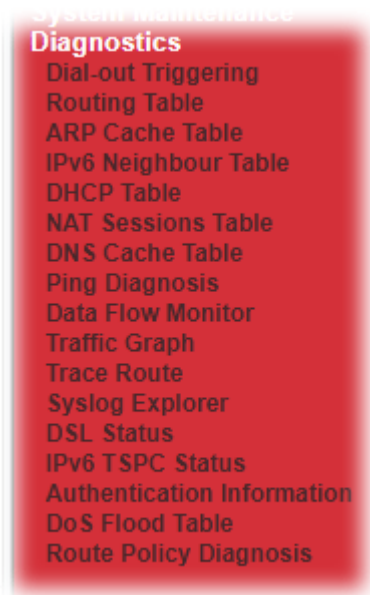 System Maintenance
Diagnostics
Dial-out Triggering
Routing Table
ARP Cache Table
IPv6 Neighbour Table
DHCP Table
NAT Sessions Table
DNS Cache Table
Ping Diagnosis
Data Flow Monitor
Traffic Graph
Trace Route
Syslog Explorer
DSL Status
IPv6 TSPC Status
Authentication Information
DoS Flood Table
Route Policy Diagnosis